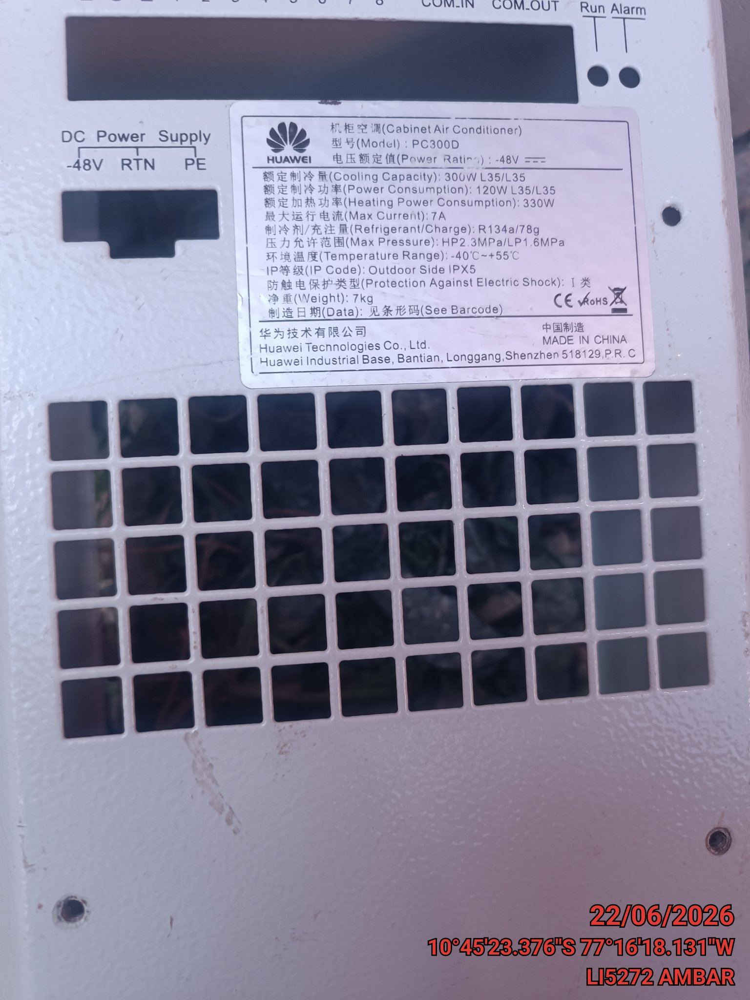 1 2 3 4 5 6 7 8 COM_IN COM_OUT Run Alarm
DC Power Supply
-48V RTN PE
HUAWEI
机柜空调(Cabinet Air Conditioner)
型号(Model) : PC300D
电压额定值(Power Rating) : -48V
额定制冷量(Cooling Capacity): 300W L35/L35
额定制冷功率(Power Consumption): 120W L35/L35
额定加热功率(Heating Power Consumption): 330W
最大运行电流(Max Current): 7A
制冷剂/充注量(Refrigerant/Charge): R134a/78g
压力允许范围(Max Pressure): HP2.3MPa/LP1.6MPa
环境温度(Temperature Range): -40℃~+55℃
IP等级(IP Code): Outdoor Side IPX5
防触电保护类型(Protection Against Electric Shock): I 类
净重(Weight): 7kg
CE RoHS
制造日期(Data): 见条形码(See Barcode)
华为技术有限公司
中国制造
Huawei Technologies Co., Ltd.
MADE IN CHINA
Huawei Industrial Base, Bantian, Longgang,Shenzhen 518129,P.R. C
22/06/2026
10°45'23.376"S 77°16'18.131"W
LI5272 AMBAR